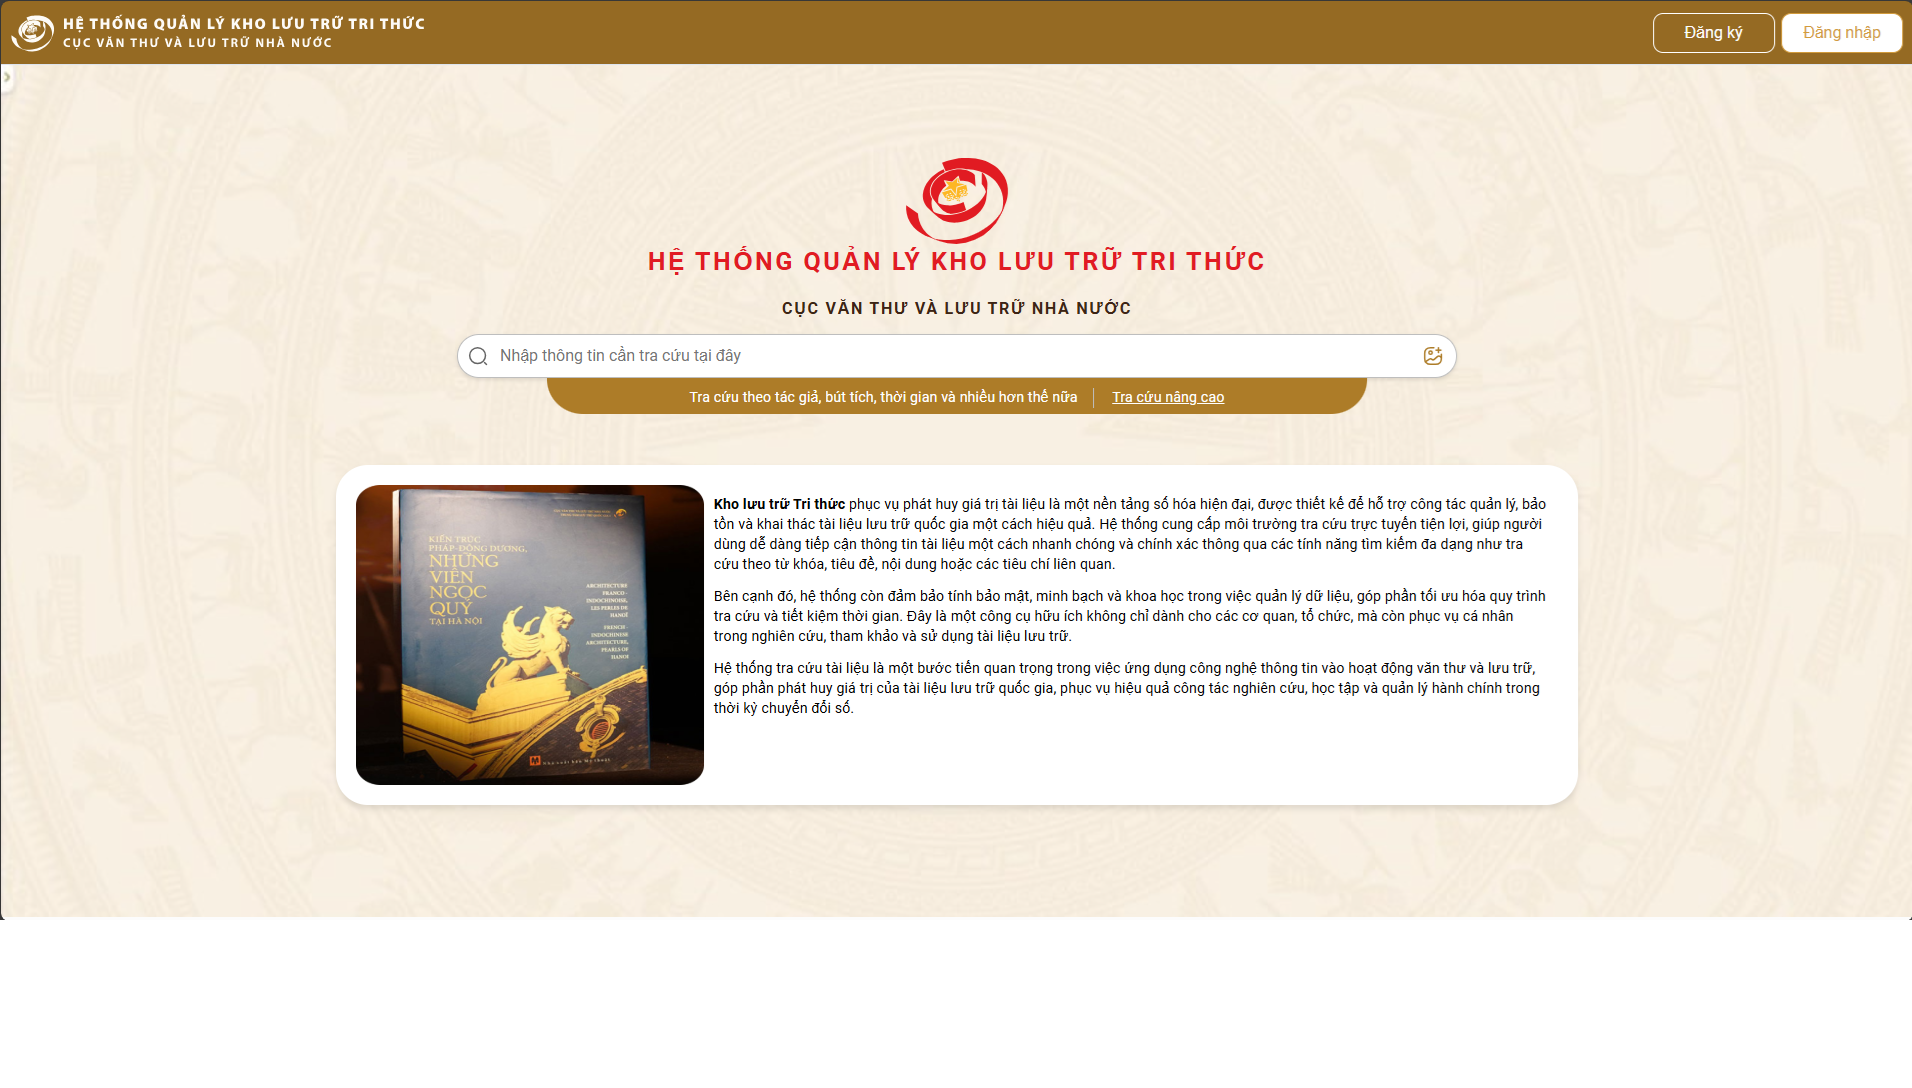 HỆ THỐNG QUẢN LÝ KHO LƯU TRỮ TRI THỨC
CỤC VĂN THƯ VÀ LƯU TRỮ NHÀ NƯỚC
Đăng ký
Đăng nhập
HỆ THỐNG QUẢN LÝ KHO LƯU TRỮ TRI THỨC
CỤC VĂN THƯ VÀ LƯU TRỮ NHÀ NƯỚC
Nhập thông tin cần tra cứu tại đây
Tra cứu theo tác giả, bút tích, thời gian và nhiều hơn thế nữa
Tra cứu nâng cao
KIẾN TRÚC
PHÁP-ĐÔNG DƯƠNG,
NHỮNG
VIÊN
NGỌC
QUÝ
TẠI HÀ NỘI
ARCHITECTURE
FRANCO-
INDOCHINOISE,
LES PERLES DE
HANOÏ
FRENCH-
INDOCHINESE
ARCHITECTURE,
PEARLS OF
HANOI
Nhà xuất bản Mỹ thuật
Kho lưu trữ Tri thức phục vụ phát huy giá trị tài liệu là một nền tảng số hóa hiện đại, được thiết kế để hỗ trợ công tác quản lý, bảo
tồn và khai thác tài liệu lưu trữ quốc gia một cách hiệu quả. Hệ thống cung cấp môi trường tra cứu trực tuyến tiện lợi, giúp người
dùng dễ dàng tiếp cận thông tin tài liệu một cách nhanh chóng và chính xác thông qua các tính năng tìm kiếm đa dạng như tra
cứu theo từ khóa, tiêu đề, nội dung hoặc các tiêu chí liên quan.
Bên cạnh đó, hệ thống còn đảm bảo tính bảo mật, minh bạch và khoa học trong việc quản lý dữ liệu, góp phần tối ưu hóa quy trình
tra cứu và tiết kiệm thời gian. Đây là một công cụ hữu ích không chỉ dành cho các cơ quan, tổ chức, mà còn phục vụ cá nhân
trong nghiên cứu, tham khảo và sử dụng tài liệu lưu trữ.
Hệ thống tra cứu tài liệu là một bước tiến quan trọng trong việc ứng dụng công nghệ thông tin vào hoạt động văn thư và lưu trữ,
góp phần phát huy giá trị của tài liệu lưu trữ quốc gia, phục vụ hiệu quả công tác nghiên cứu, học tập và quản lý hành chính trong
thời kỳ chuyển đổi số.